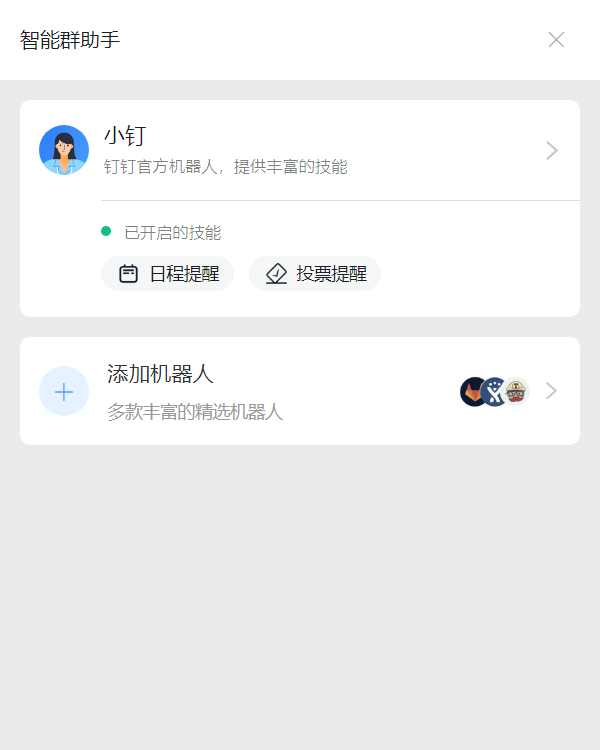 智能群助手
小钉
钉钉官方机器人，提供丰富的技能
已开启的技能
日程提醒 投票提醒
添加机器人
多款丰富的精选机器人